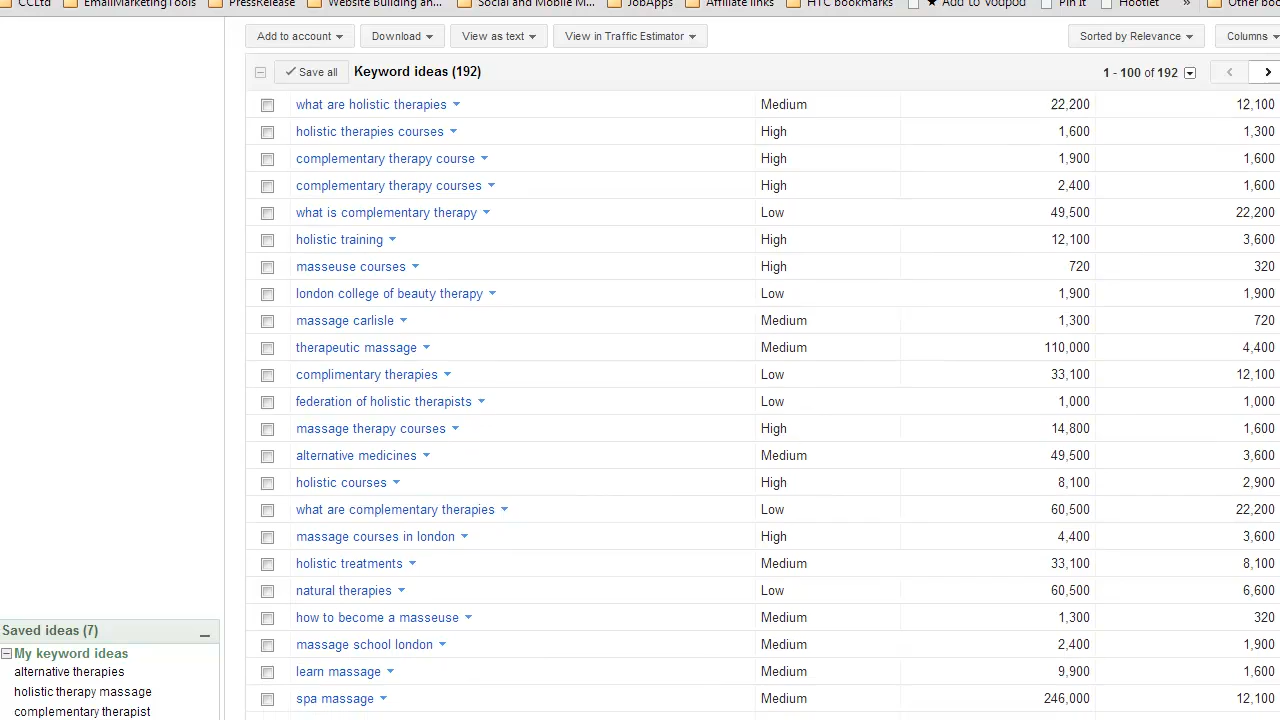 CCLtd EmailMarketingTools PressRelease Website Building an... Social and Mobile M... JobApps Affiliate links HTC bookmarks ★ Add to Youpod Pin It Hootlet » Other boo
Add to account Download View as text View in Traffic Estimator Sorted by Relevance Columns
Save all Keyword ideas (192) 1 - 100 of 192
what are holistic therapies Medium 22,200 12,100
holistic therapies courses High 1,600 1,300
complementary therapy course High 1,900 1,600
complementary therapy courses High 2,400 1,600
what is complementary therapy Low 49,500 22,200
holistic training High 12,100 3,600
masseuse courses High 720 320
london college of beauty therapy Low 1,900 1,900
massage carlisle Medium 1,300 720
therapeutic massage Medium 110,000 4,400
complimentary therapies Low 33,100 12,100
federation of holistic therapists Low 1,000 1,000
massage therapy courses High 14,800 1,600
alternative medicines Medium 49,500 3,600
holistic courses High 8,100 2,900
what are complementary therapies Low 60,500 22,200
massage courses in london High 4,400 3,600
holistic treatments Medium 33,100 8,100
natural therapies Low 60,500 6,600
how to become a masseuse Medium 1,300 320
massage school london Medium 2,400 1,900
learn massage Medium 9,900 1,600
spa massage Medium 246,000 12,100
Saved ideas (7)
My keyword ideas
alternative therapies
holistic therapy massage
complementary therapist